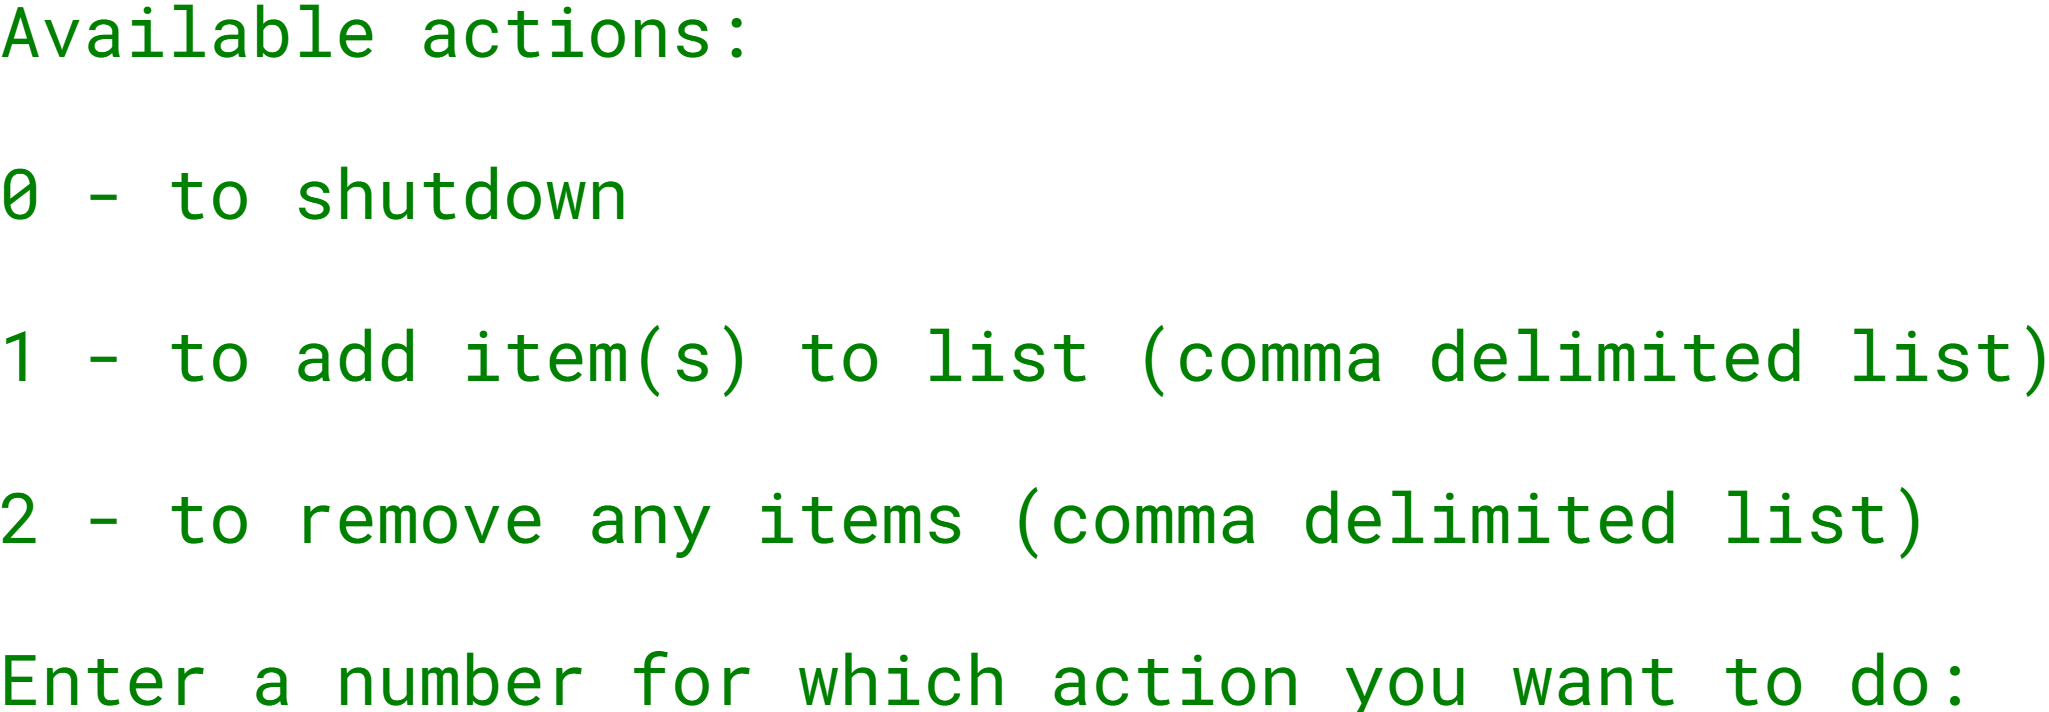 Available actions:
0 - to shutdown
1 - to add item(s) to list (comma delimited list)
2 - to remove any items (comma delimited list)
Enter a number for which action you want to do: